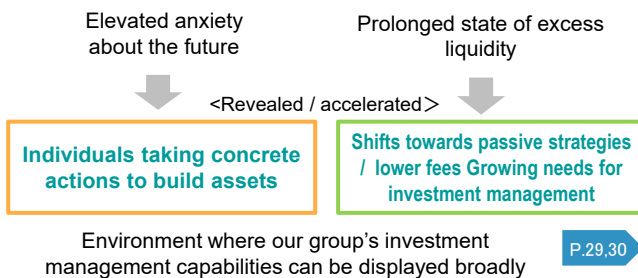 Elevated anxiety
about the future
Prolonged state of excess
liquidity
<Revealed / accelerated＞
Individuals taking concrete
actions to build assets
Shifts towards passive strategies
/ lower fees Growing needs for
investment management
Environment where our group's investment
management capabilities can be displayed broadly
P.29,30